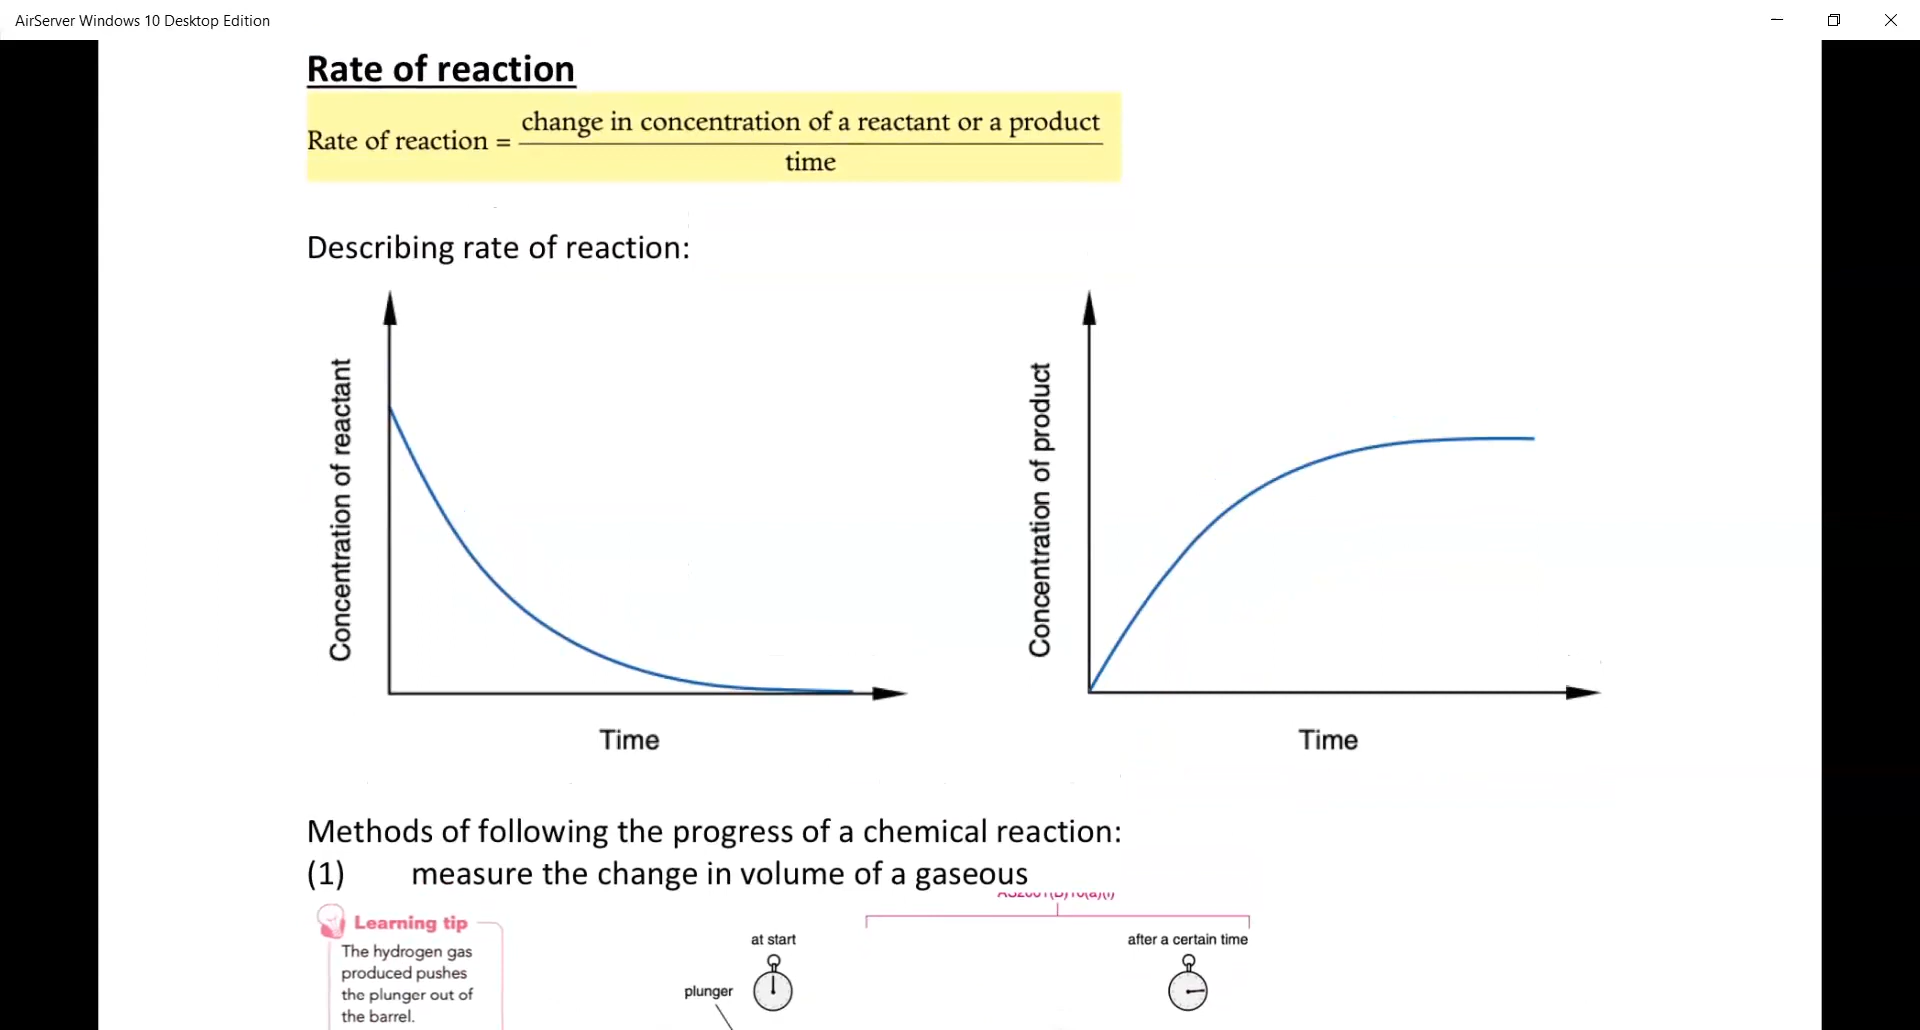 AirServer Windows 10 Desktop Edition
Rate of reaction
Rate of reaction = change in concentration of a reactant or a product
time
Describing rate of reaction:
Concentration of reactant
Time
Concentration of product
Time
Methods of following the progress of a chemical reaction:
(1) measure the change in volume of a gaseous
Learning tip
The hydrogen gas
produced pushes
the plunger out of
the barrel.
at start
after a certain time
plunger